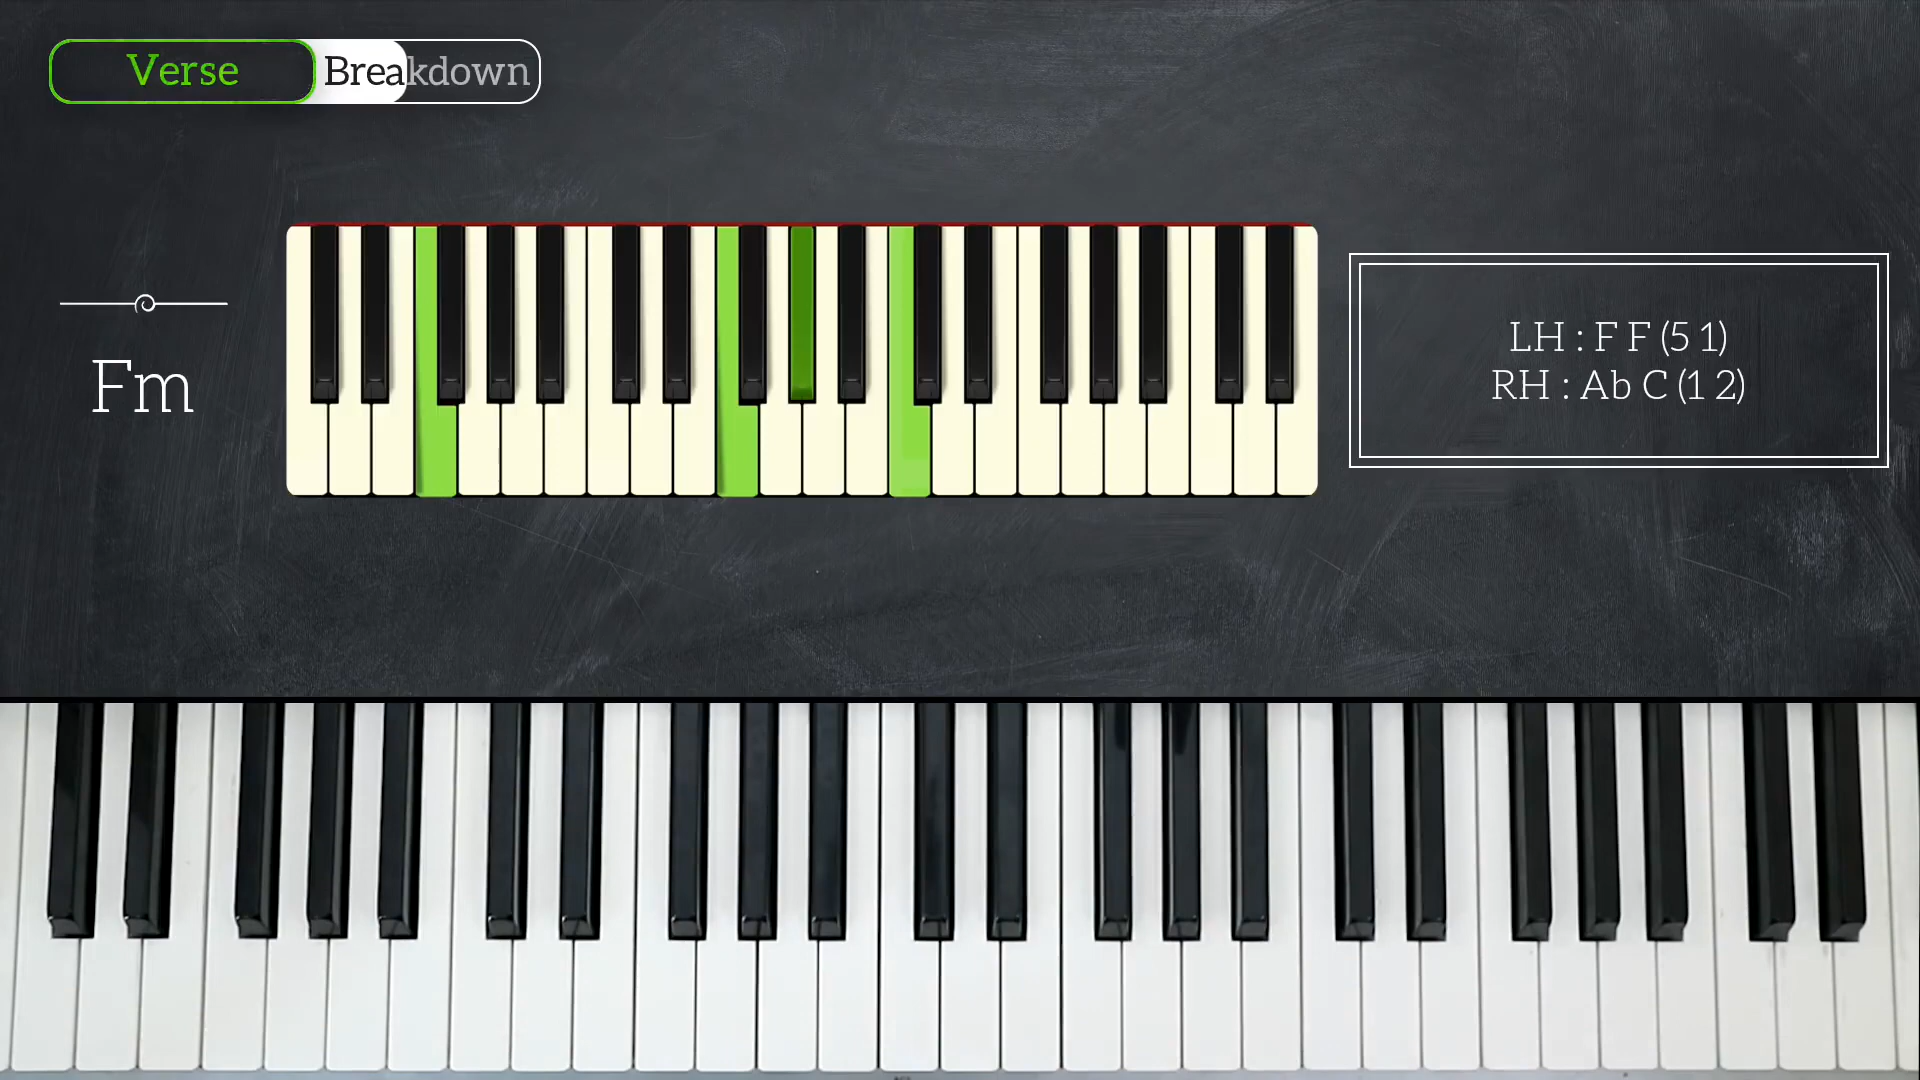 Verse
Breakdown
Fm
LH : F F (5 1)
RH : Ab C (1 2)